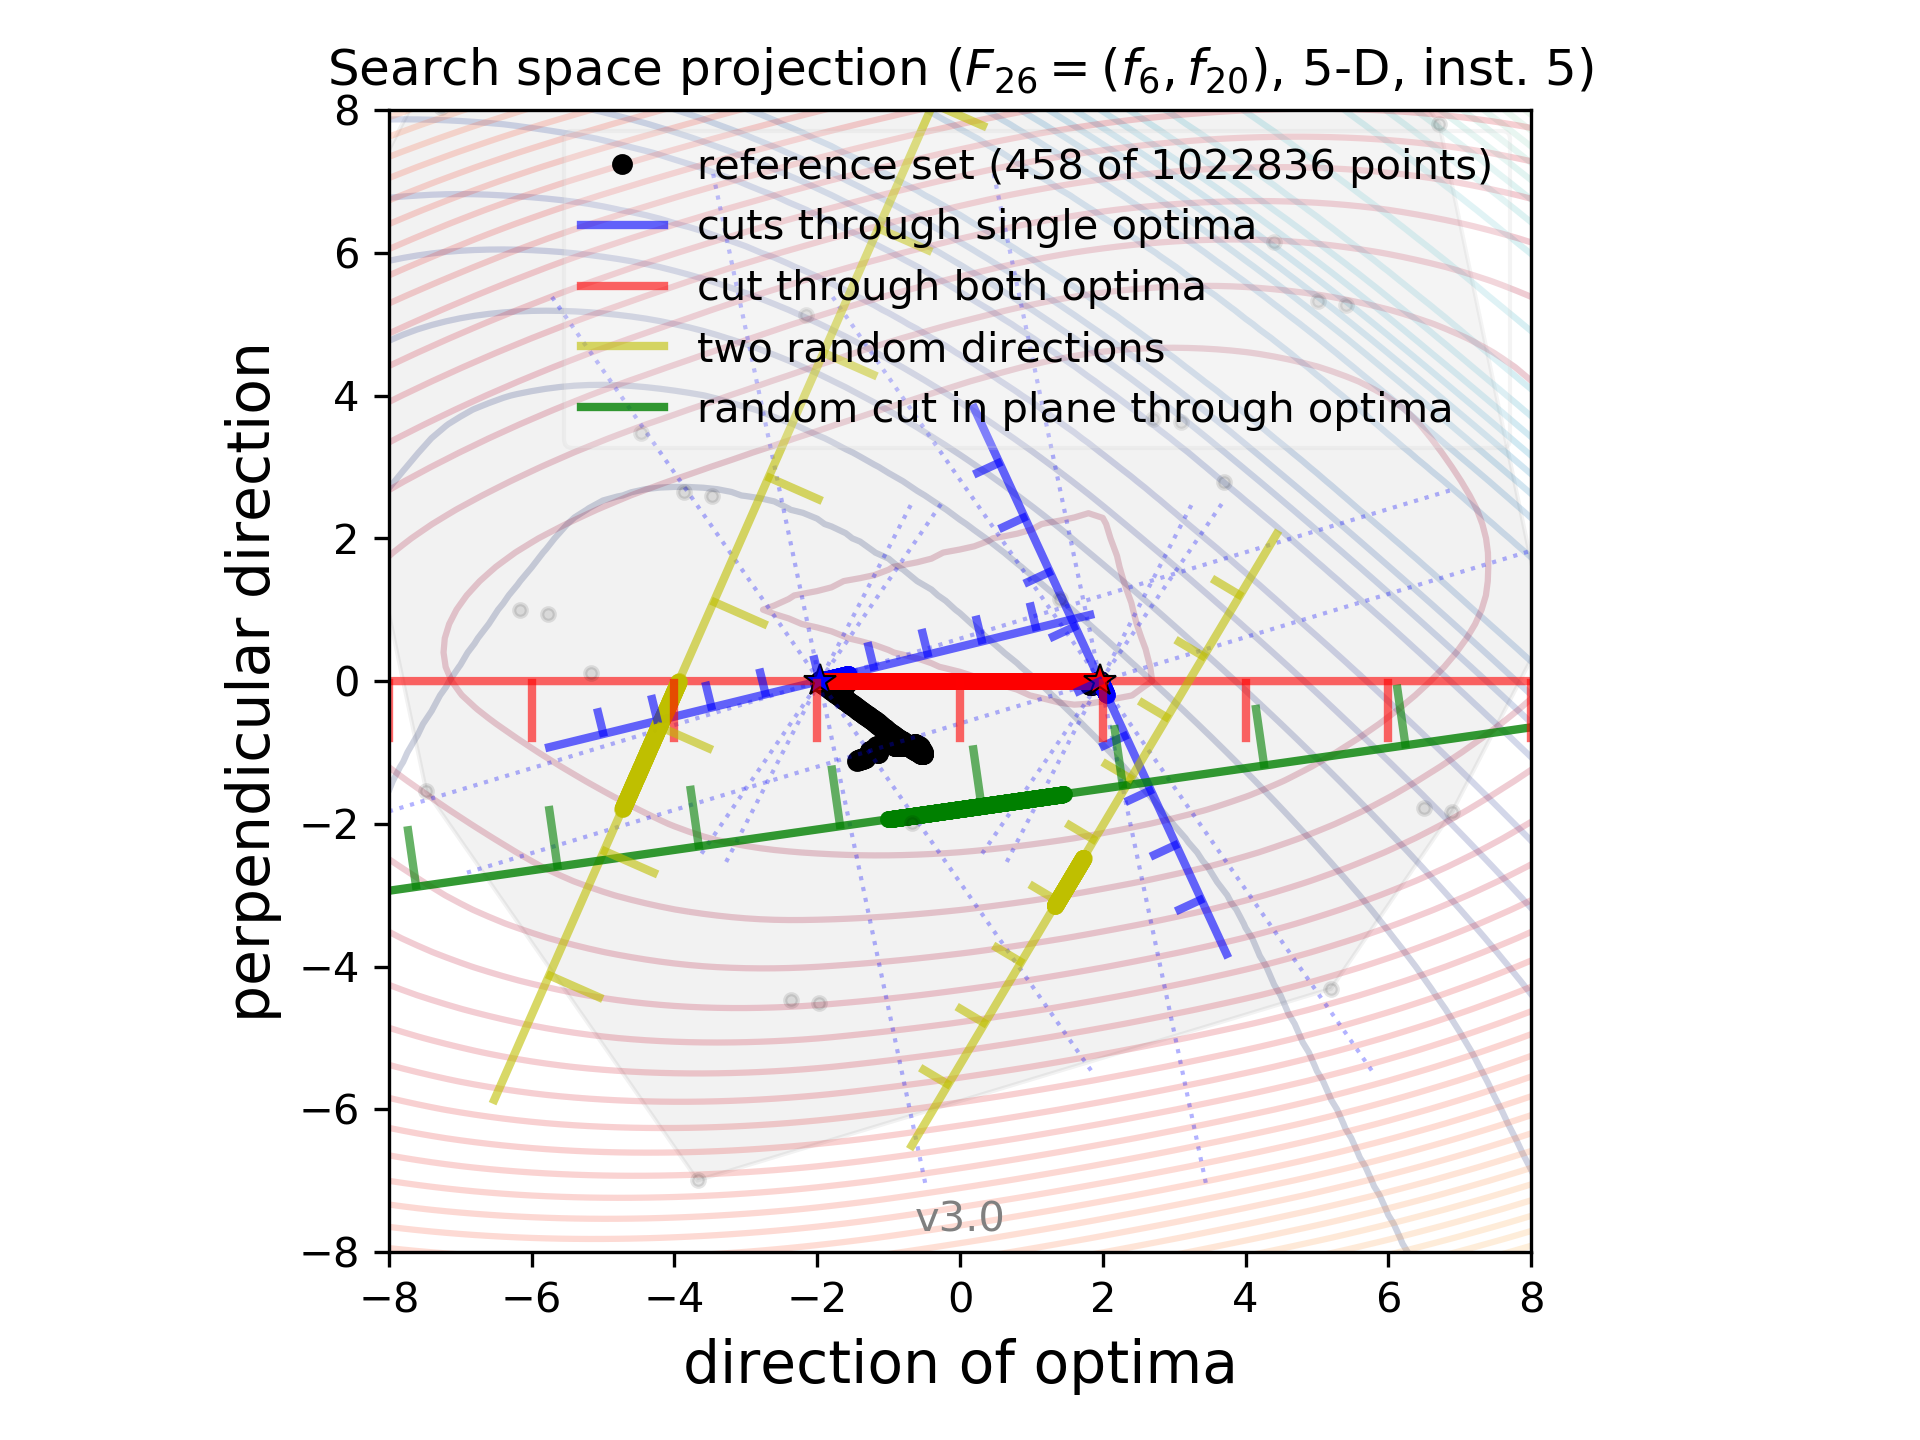 Search space projection (F26 = (f6, f20), 5-D, inst. 5)
reference set (458 of 1022836 points)
cuts through single optima
cut through both optima
two random directions
random cut in plane through optima
8
6
4
2
0
−2
−4
−6
−8
perpendicular direction
v3.0
−8 −6 −4 −2 0 2 4 6 8
direction of optima